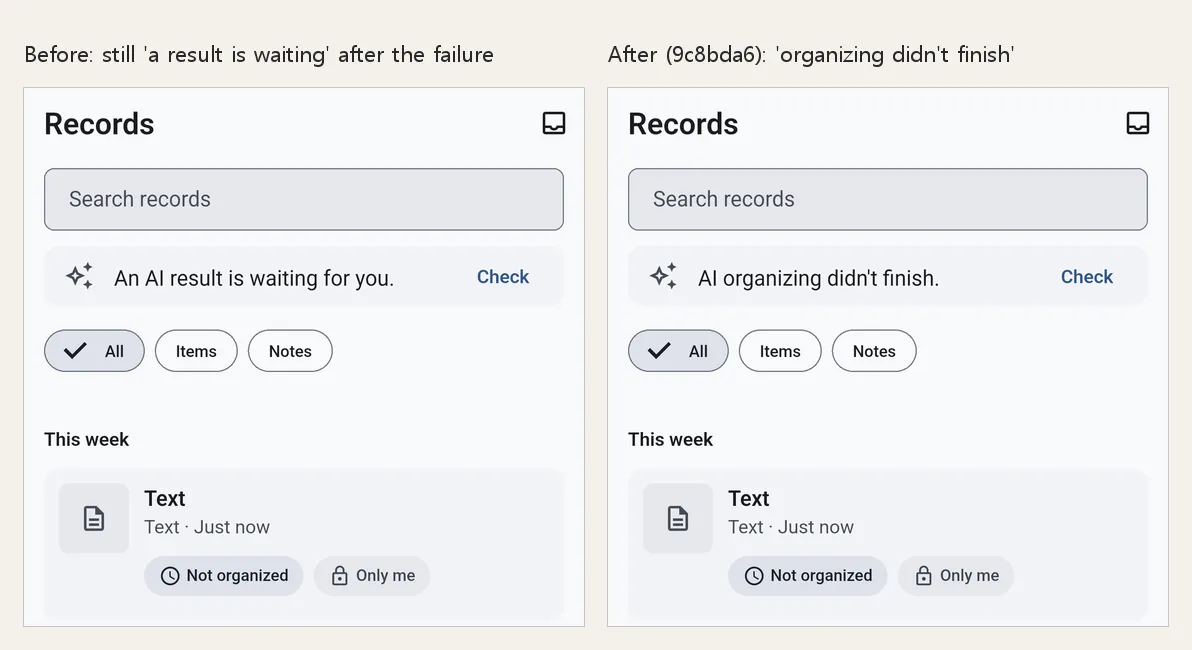 Before: still 'a result is waiting' after the failure
Records
Search records
An AI result is waiting for you. Check
All Items Notes
This week
Text
Text · Just now
Not organized Only me
After (9c8bda6): 'organizing didn't finish'
Records
Search records
AI organizing didn't finish. Check
All Items Notes
This week
Text
Text · Just now
Not organized Only me